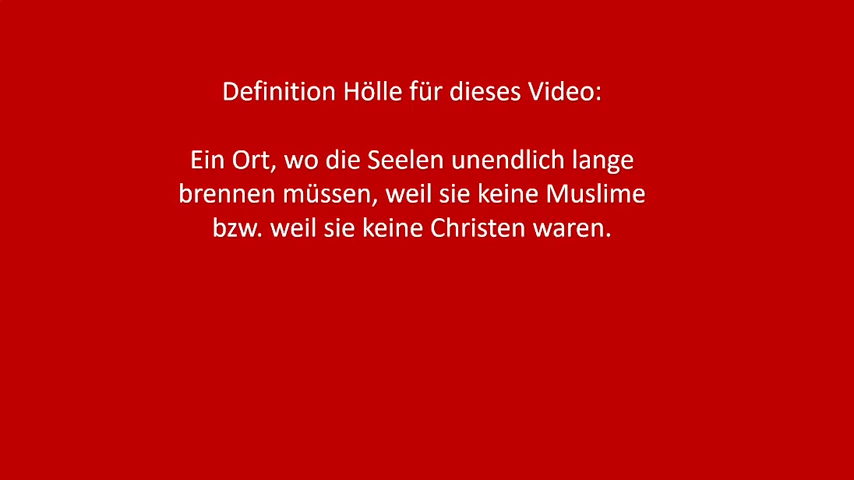 Definition Hölle für dieses Video:
Ein Ort, wo die Seelen unendlich lange
brennen müssen, weil sie keine Muslime
bzw. weil sie keine Christen waren.